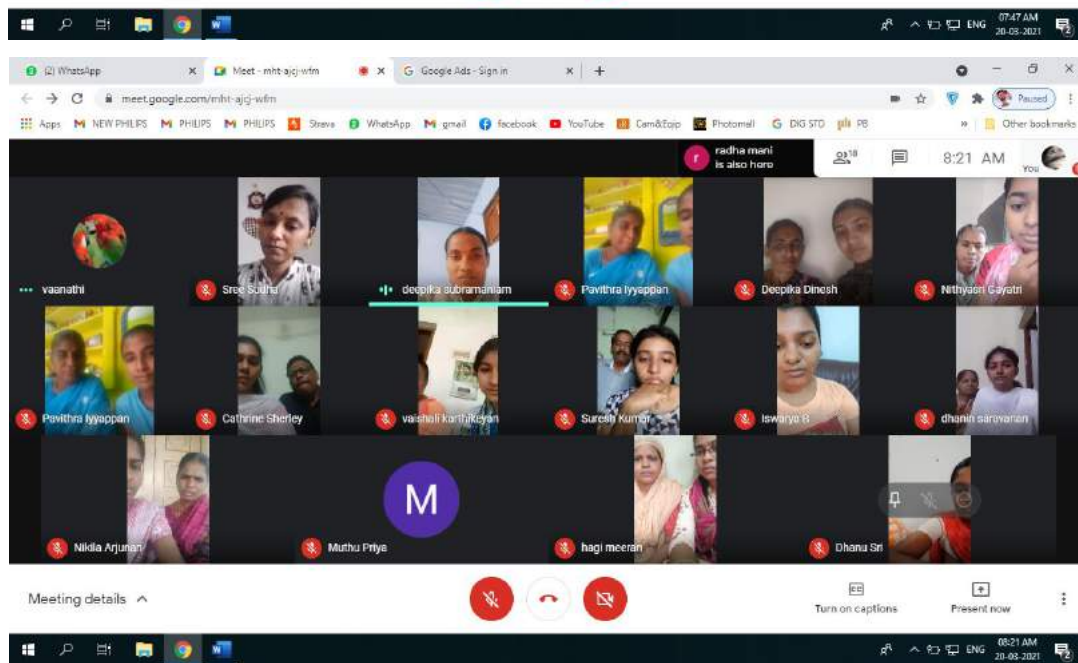 07:47 AM
ENG
20-03-2021
2
(2) WhatsApp
Meet - mht-ajcj-wfm
Google Ads - Sign in
meet.google.com/mht-ajcj-wfm
Paused
Apps
NEW PHILIPS
PHILIPS
PHILIPS
Strava
WhatsApp
gmail
facebook
YouTube
Cam&Eqip
Photomall
DIG STD
PB
Other bookmarks
r
radha mani
is also here
18
8:21 AM
You
vaanathi
Sree Sudha
deepika subramaniam
Pavithra Iyyappan
Deepika Dinesh
Nithyasri Gayatri
Pavithra Iyyappan
Cathrine Sherley
vaishali karthikeyan
Suresh Kumar
Iswarya R
dhanin saravanan
M
Nikila Arjunan
Muthu Priya
hagi meeran
Dhanu Sri
Meeting details
Turn on captions
Present now
08:21 AM
ENG
20-03-2021
2